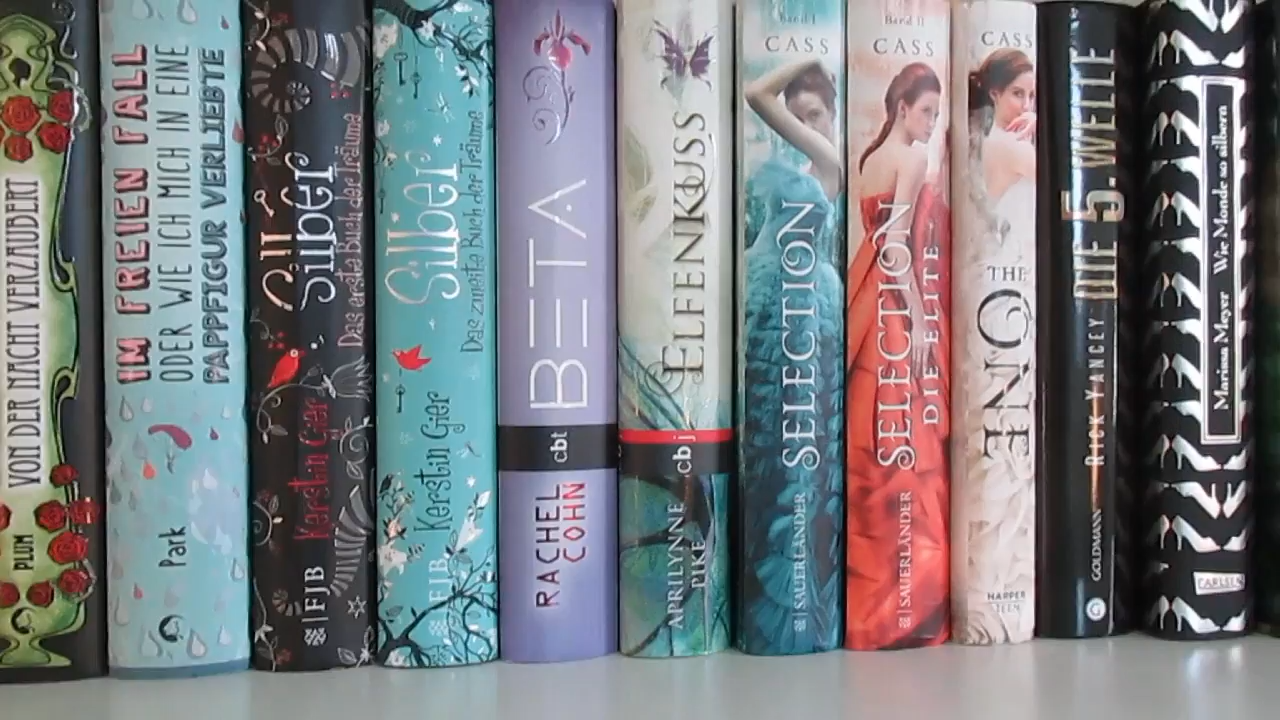 VON DER NACHT VERZAUBERT
PLUM
IM FREIEN FALL
ODER WIE ICH MICH IN EINE
PAPPFIGUR VERLIEBTE
Park
Silber
Das erste Buch der Träume
Kerstin Gier
FJB
Silber
Das zweite Buch der Träume
Kerstin Gier
FJB
BETA
cbt
RACHEL
COHN
ELFENKUSS
cbj
APRILYNNE
PIKE
Band I
CASS
SELECTION
SAUERLÄNDER
Band II
CASS
SELECTION
DIE ELITE
SAUERLÄNDER
CASS
THE
ONE
HARPER
TEEN
DIE 5. WELLE
RICK YANCEY
GOLDMANN
G
Marissa Meyer Wie Monde so silbern
CARLSEN